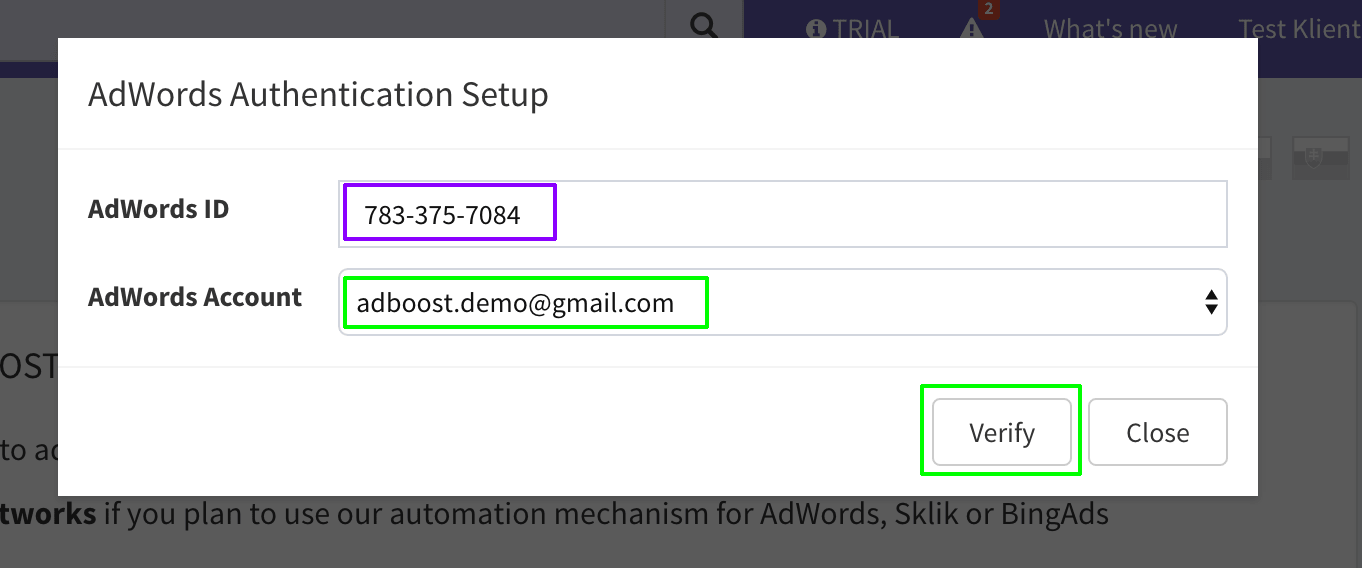 2
TRIAL What's new Test Klient
AdWords Authentication Setup
AdWords ID 783-375-7084
AdWords Account adboost.demo@gmail.com
OST
to ac
Verify Close
tworks if you plan to use our automation mechanism for AdWords, Sklik or BingAds